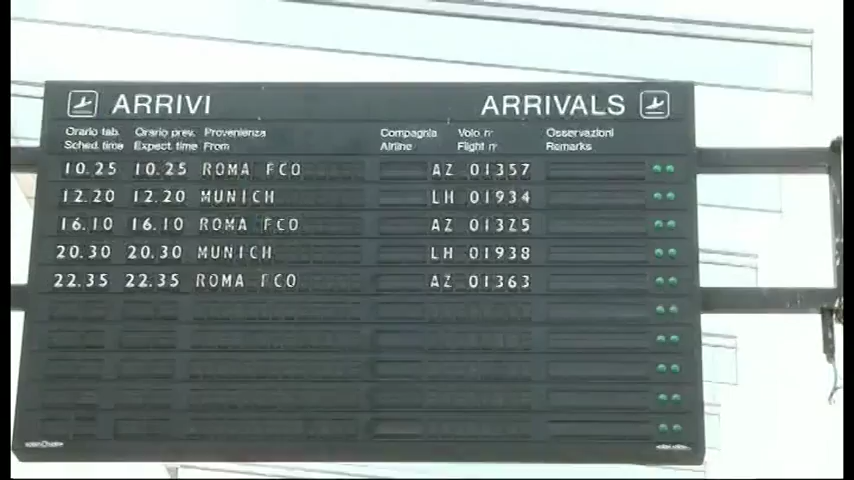 ARRIVI ARRIVALS
Orario tab. Orario prev. Provenienza Compagnia Volo n° Osservazioni
Sched. time Expect. time From Airline Flight n° Remarks
10.25 10.25 ROMA FCO AZ 01357
12.20 12.20 MUNICH LH 01934
16.10 16.10 ROMA FCO AZ 01325
20.30 20.30 MUNICH LH 01938
22.35 22.35 ROMA FCO AZ 01363